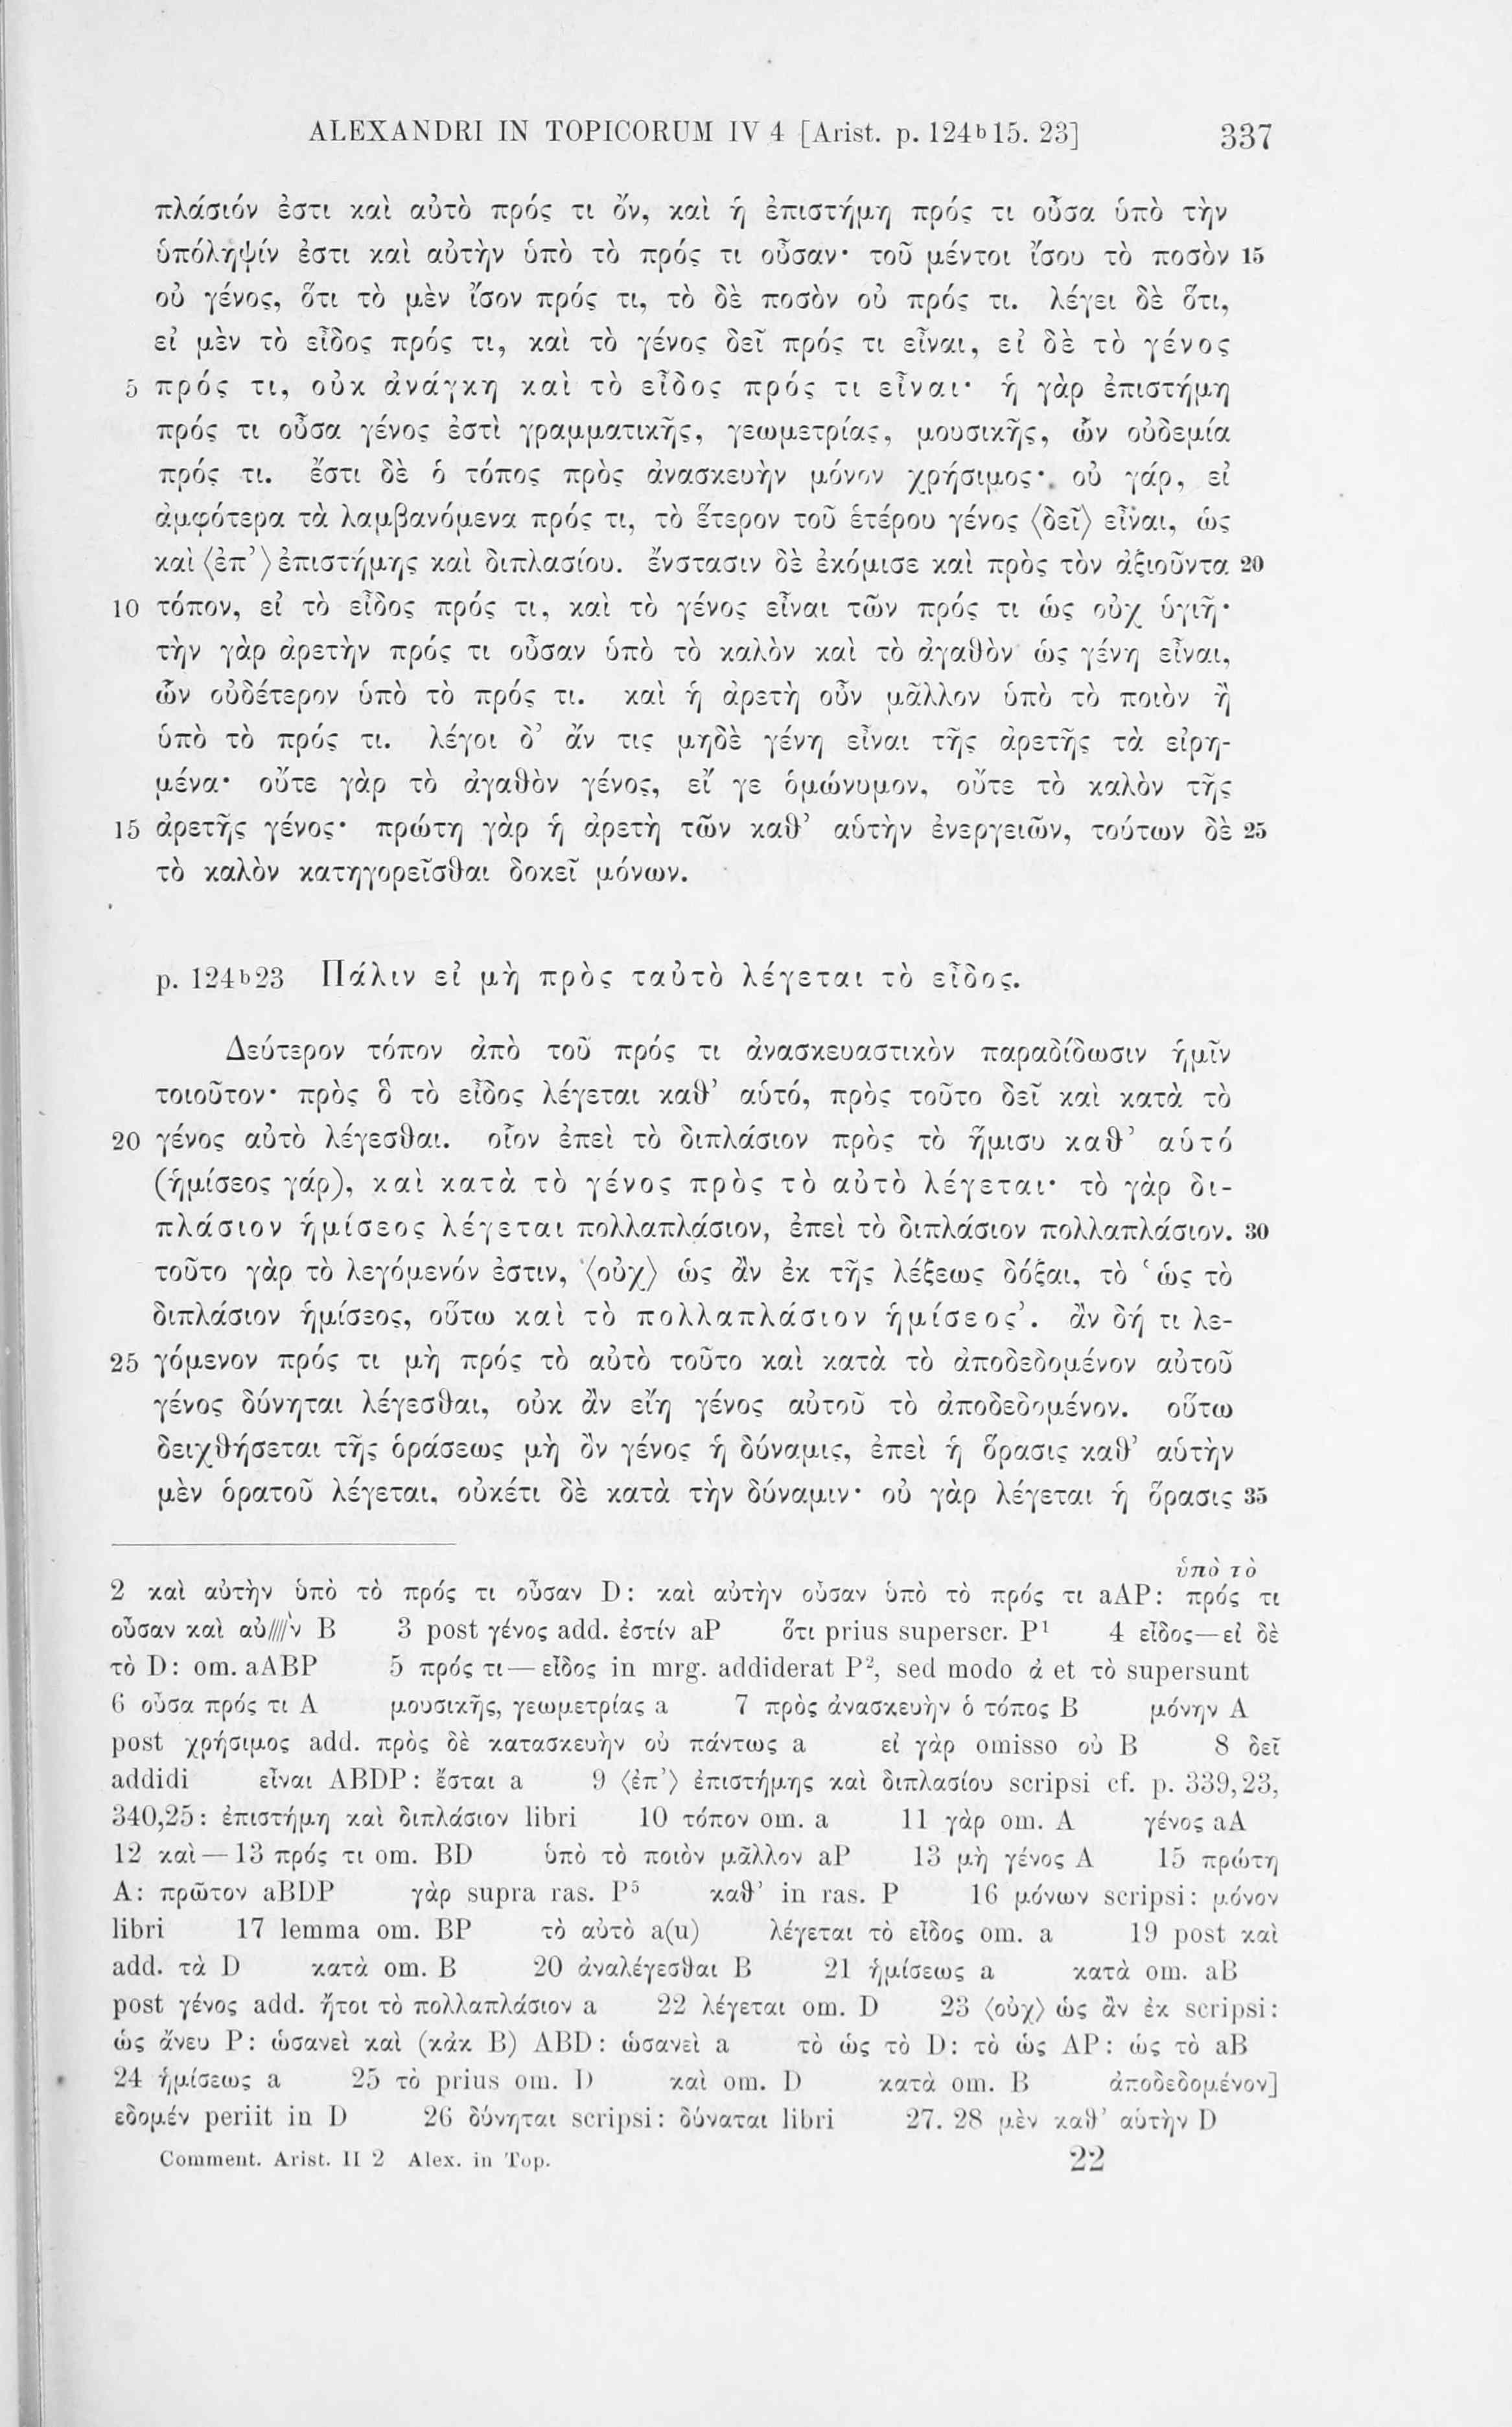 ALEXANDRI IN TOPICORUM IV 4 [Arist. p. 124ᵇ15. 23] 337
πλάσιόν ἐστι καὶ αὐτὸ πρός τι ὄν, καὶ ἡ ἐπιστήμη πρός τι οὖσα ὑπὸ τὴν
ὑπόληψίν ἐστι καὶ αὐτὴν ὑπὸ τὸ πρός τι οὖσαν· τοῦ μέντοι ἴσου τὸ ποσὸν 15
οὐ γένος, ὅτι τὸ μὲν ἴσον πρός τι, τὸ δὲ ποσὸν οὐ πρός τι. λέγει δὲ ὅτι,
εἰ μὲν τὸ εἶδος πρός τι, καὶ τὸ γένος δεῖ πρός τι εἶναι, εἰ δὲ τὸ γένος
5 πρός τι, οὐκ ἀνάγκη καὶ τὸ εἶδος πρός τι εἶναι· ἡ γὰρ ἐπιστήμη
πρός τι οὖσα γένος ἐστὶ γραμματικῆς, γεωμετρίας, μουσικῆς, ὧν οὐδεμία
πρός τι. ἔστι δὲ ὁ τόπος πρὸς ἀνασκευὴν μόνον χρήσιμος· οὐ γάρ, εἰ
ἀμφότερα τὰ λαμβανόμενα πρός τι, τὸ ἕτερον τοῦ ἑτέρου γένος ⟨δεῖ⟩ εἶναι, ὡς
καὶ ⟨ἐπ’⟩ ἐπιστήμης καὶ διπλασίου. ἔνστασιν δὲ ἐκόμισε καὶ πρὸς τὸν ἀξιοῦντα 20
10 τόπον, εἰ τὸ εἶδος πρός τι, καὶ τὸ γένος εἶναι τῶν πρός τι ὡς οὐχ ὑγιῆ·
τὴν γὰρ ἀρετὴν πρός τι οὖσαν ὑπὸ τὸ καλὸν καὶ τὸ ἀγαθὸν ὡς γένη εἶναι,
ὧν οὐδέτερον ὑπὸ τὸ πρός τι. καὶ ἡ ἀρετὴ οὖν μᾶλλον ὑπὸ τὸ ποιὸν ἢ
ὑπὸ τὸ πρός τι. λέγοι δ’ ἄν τις μηδὲ γένη εἶναι τῆς ἀρετῆς τὰ εἰρη-
μένα· οὔτε γὰρ τὸ ἀγαθὸν γένος, εἴ γε ὁμώνυμον, οὔτε τὸ καλὸν τῆς
15 ἀρετῆς γένος· πρώτη γὰρ ἡ ἀρετὴ τῶν καθ’ αὑτὴν ἐνεργειῶν, τούτων δὲ 25
τὸ καλὸν κατηγορεῖσθαι δοκεῖ μόνων.
p. 124ᵇ23 Πάλιν εἰ μὴ πρὸς ταὐτὸ λέγεται τὸ εἶδος.
Δεύτερον τόπον ἀπὸ τοῦ πρός τι ἀνασκευαστικὸν παραδίδωσιν ἡμῖν
τοιοῦτον· πρὸς ὃ τὸ εἶδος λέγεται καθ’ αὑτό, πρὸς τοῦτο δεῖ καὶ κατὰ τὸ
20 γένος αὐτὸ λέγεσθαι. οἷον ἐπεὶ τὸ διπλάσιον πρὸς τὸ ἥμισυ καθ’ αὑτό
(ἡμίσεος γάρ), καὶ κατὰ τὸ γένος πρὸς τὸ αὐτὸ λέγεται· τὸ γὰρ δι-
πλάσιον ἡμίσεος λέγεται πολλαπλάσιον, ἐπεὶ τὸ διπλάσιον πολλαπλάσιον. 30
τοῦτο γὰρ τὸ λεγόμενόν ἐστιν, ⟨οὐχ⟩ ὡς ἂν ἐκ τῆς λέξεως δόξαι, τὸ ‘ὡς τὸ
διπλάσιον ἡμίσεος, οὕτω καὶ τὸ πολλαπλάσιον ἡμίσεος’. ἂν δή τι λε-
25 γόμενον πρός τι μὴ πρὸς τὸ αὐτὸ τοῦτο καὶ κατὰ τὸ ἀποδεδομένον αὐτοῦ
γένος δύνηται λέγεσθαι, οὐκ ἂν εἴη γένος αὐτοῦ τὸ ἀποδεδομένον. οὕτω
δειχθήσεται τῆς ὁράσεως μὴ ὂν γένος ἡ δύναμις, ἐπεὶ ἡ ὅρασις καθ’ αὑτὴν
μὲν ὁρατοῦ λέγεται, οὐκέτι δὲ κατὰ τὴν δύναμιν· οὐ γὰρ λέγεται ἡ ὅρασις 35
ὑπὸ τὸ
2 καὶ αὐτὴν ὑπὸ τὸ πρός τι οὖσαν D: καὶ αὐτὴν οὖσαν ὑπὸ τὸ πρός τι aAP: πρός τι
οὖσαν καὶ αὐ////ν B 3 post γένος add. ἐστίν aP ὅτι prius superscr. P¹ 4 εἶδος—εἰ δὲ
τὸ D: om. aABP 5 πρός τι—εἶδος in mrg. addiderat P², sed modo ἀ et τὸ supersunt
6 οὖσα πρός τι A μουσικῆς, γεωμετρίας a 7 πρὸς ἀνασκευὴν ὁ τόπος B μόνην A
post χρήσιμος add. πρὸς δὲ κατασκευὴν οὐ πάντως a εἰ γὰρ omisso οὐ B 8 δεῖ
addidi εἶναι ABDP: ἔσται a 9 ⟨ἐπ’⟩ ἐπιστήμης καὶ διπλασίου scripsi cf. p. 339,23,
340,25: ἐπιστήμη καὶ διπλάσιον libri 10 τόπον om. a 11 γὰρ om. A γένος aA
12 καὶ—13 πρός τι om. BD ὑπὸ τὸ ποιὸν μᾶλλον aP 13 μὴ γένος A 15 πρώτη
A: πρῶτον aBDP γὰρ supra ras. P⁵ καθ’ in ras. P 16 μόνων scripsi: μόνον
libri 17 lemma om. BP τὸ αὐτὸ a(u) λέγεται τὸ εἶδος om. a 19 post καὶ
add. τὰ D κατὰ om. B 20 ἀναλέγεσθαι B 21 ἡμίσεως a κατὰ om. aB
post γένος add. ἤτοι τὸ πολλαπλάσιον a 22 λέγεται om. D 23 ⟨οὐχ⟩ ὡς ἂν ἐκ scripsi:
ὡς ἄνευ P: ὡσανεὶ καὶ (κἀκ B) ABD: ὡσανεὶ a τὸ ὡς τὸ D: τὸ ὡς AP: ὡς τὸ aB
24 ἡμίσεως a 25 τὸ prius om. D καὶ om. D κατὰ om. B ἀποδεδομένον]
εδομέν periit in D 26 δύνηται scripsi: δύναται libri 27. 28 μὲν καθ’ αὑτὴν D
Comment. Arist. II 2 Alex. in Top. 22